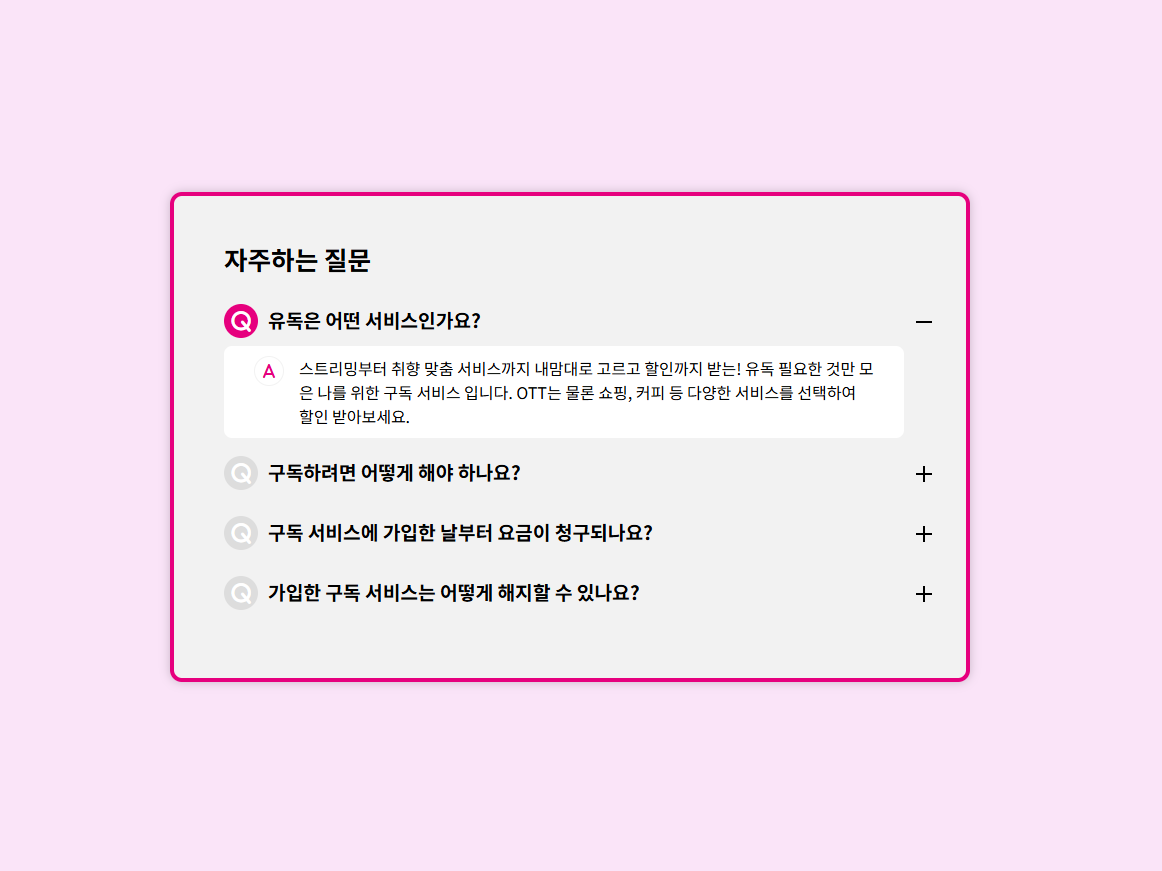 자주하는 질문
Q 유독은 어떤 서비스인가요?
A 스트리밍부터 취향 맞춤 서비스까지 내맘대로 고르고 할인까지 받는! 유독 필요한 것만 모
은 나를 위한 구독 서비스 입니다. OTT는 물론 쇼핑, 커피 등 다양한 서비스를 선택하여
할인 받아보세요.
Q 구독하려면 어떻게 해야 하나요?
Q 구독 서비스에 가입한 날부터 요금이 청구되나요?
Q 가입한 구독 서비스는 어떻게 해지할 수 있나요?